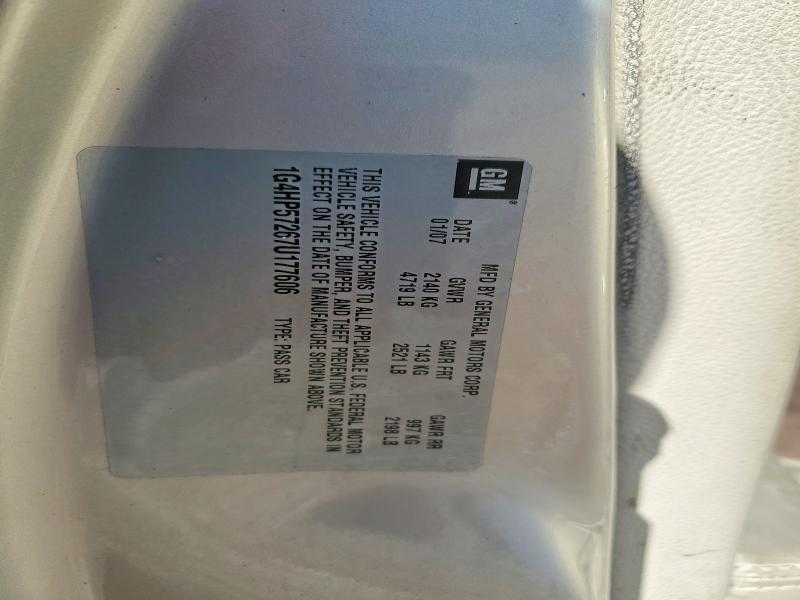 GM®
MFD BY GENERAL MOTORS CORP.
DATE GVWR GAWR FRT GAWR RR
01/07 2140 KG 1143 KG 997 KG
4719 LB 2521 LB 2198 LB
THIS VEHICLE CONFORMS TO ALL APPLICABLE U.S. FEDERAL MOTOR
VEHICLE SAFETY, BUMPER, AND THEFT PREVENTION STANDARDS IN
EFFECT ON THE DATE OF MANUFACTURE SHOWN ABOVE.
1G4HP57267U177606 TYPE: PASS CAR